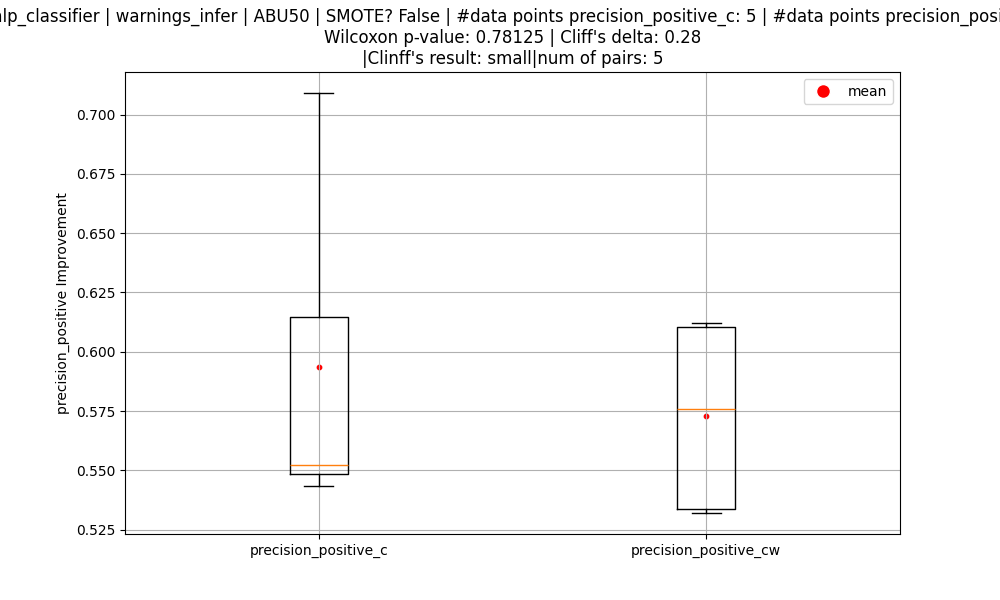 | warnings_infer | ABU50 | SMOTE? False | #data points precision_positive_c: 5 | #data points
Wilcoxon p-value: 0.78125 | Cliff's delta: 0.28
|Clinff's result: small|num of pairs: 5
mean
0.700
0.675
0.650
0.625
0.600
0.575
0.550
0.525
precision_positive Improvement
precision_positive_c
precision_positive_cw